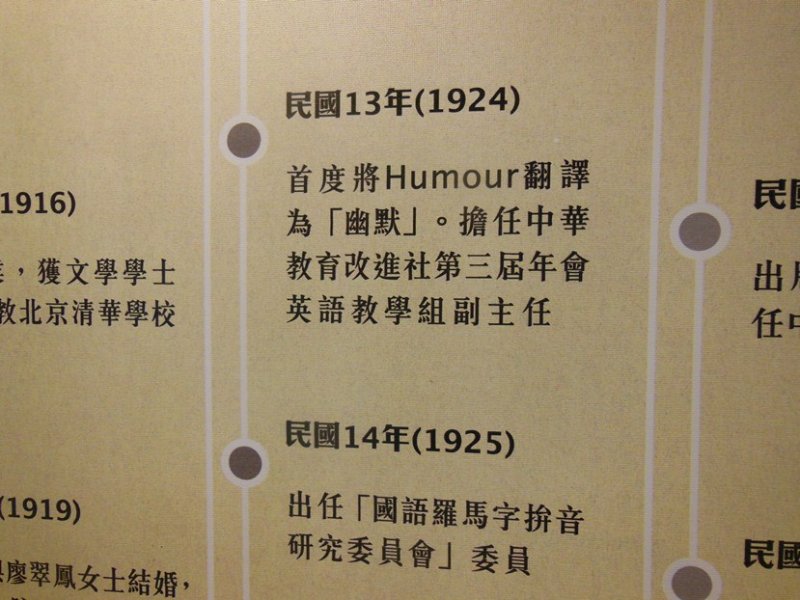 1916)
，獲文學學士
教北京清華學校
(1919)
廖翠鳳女士結婚，
民國13年(1924)
首度將Humour翻譯
為「幽默」。擔任中華
教育改進社第三屆年會
英語教學組副主任
民國14年(1925)
出任「國語羅馬字拚音
研究委員會」委員
民國
出
任中
民國